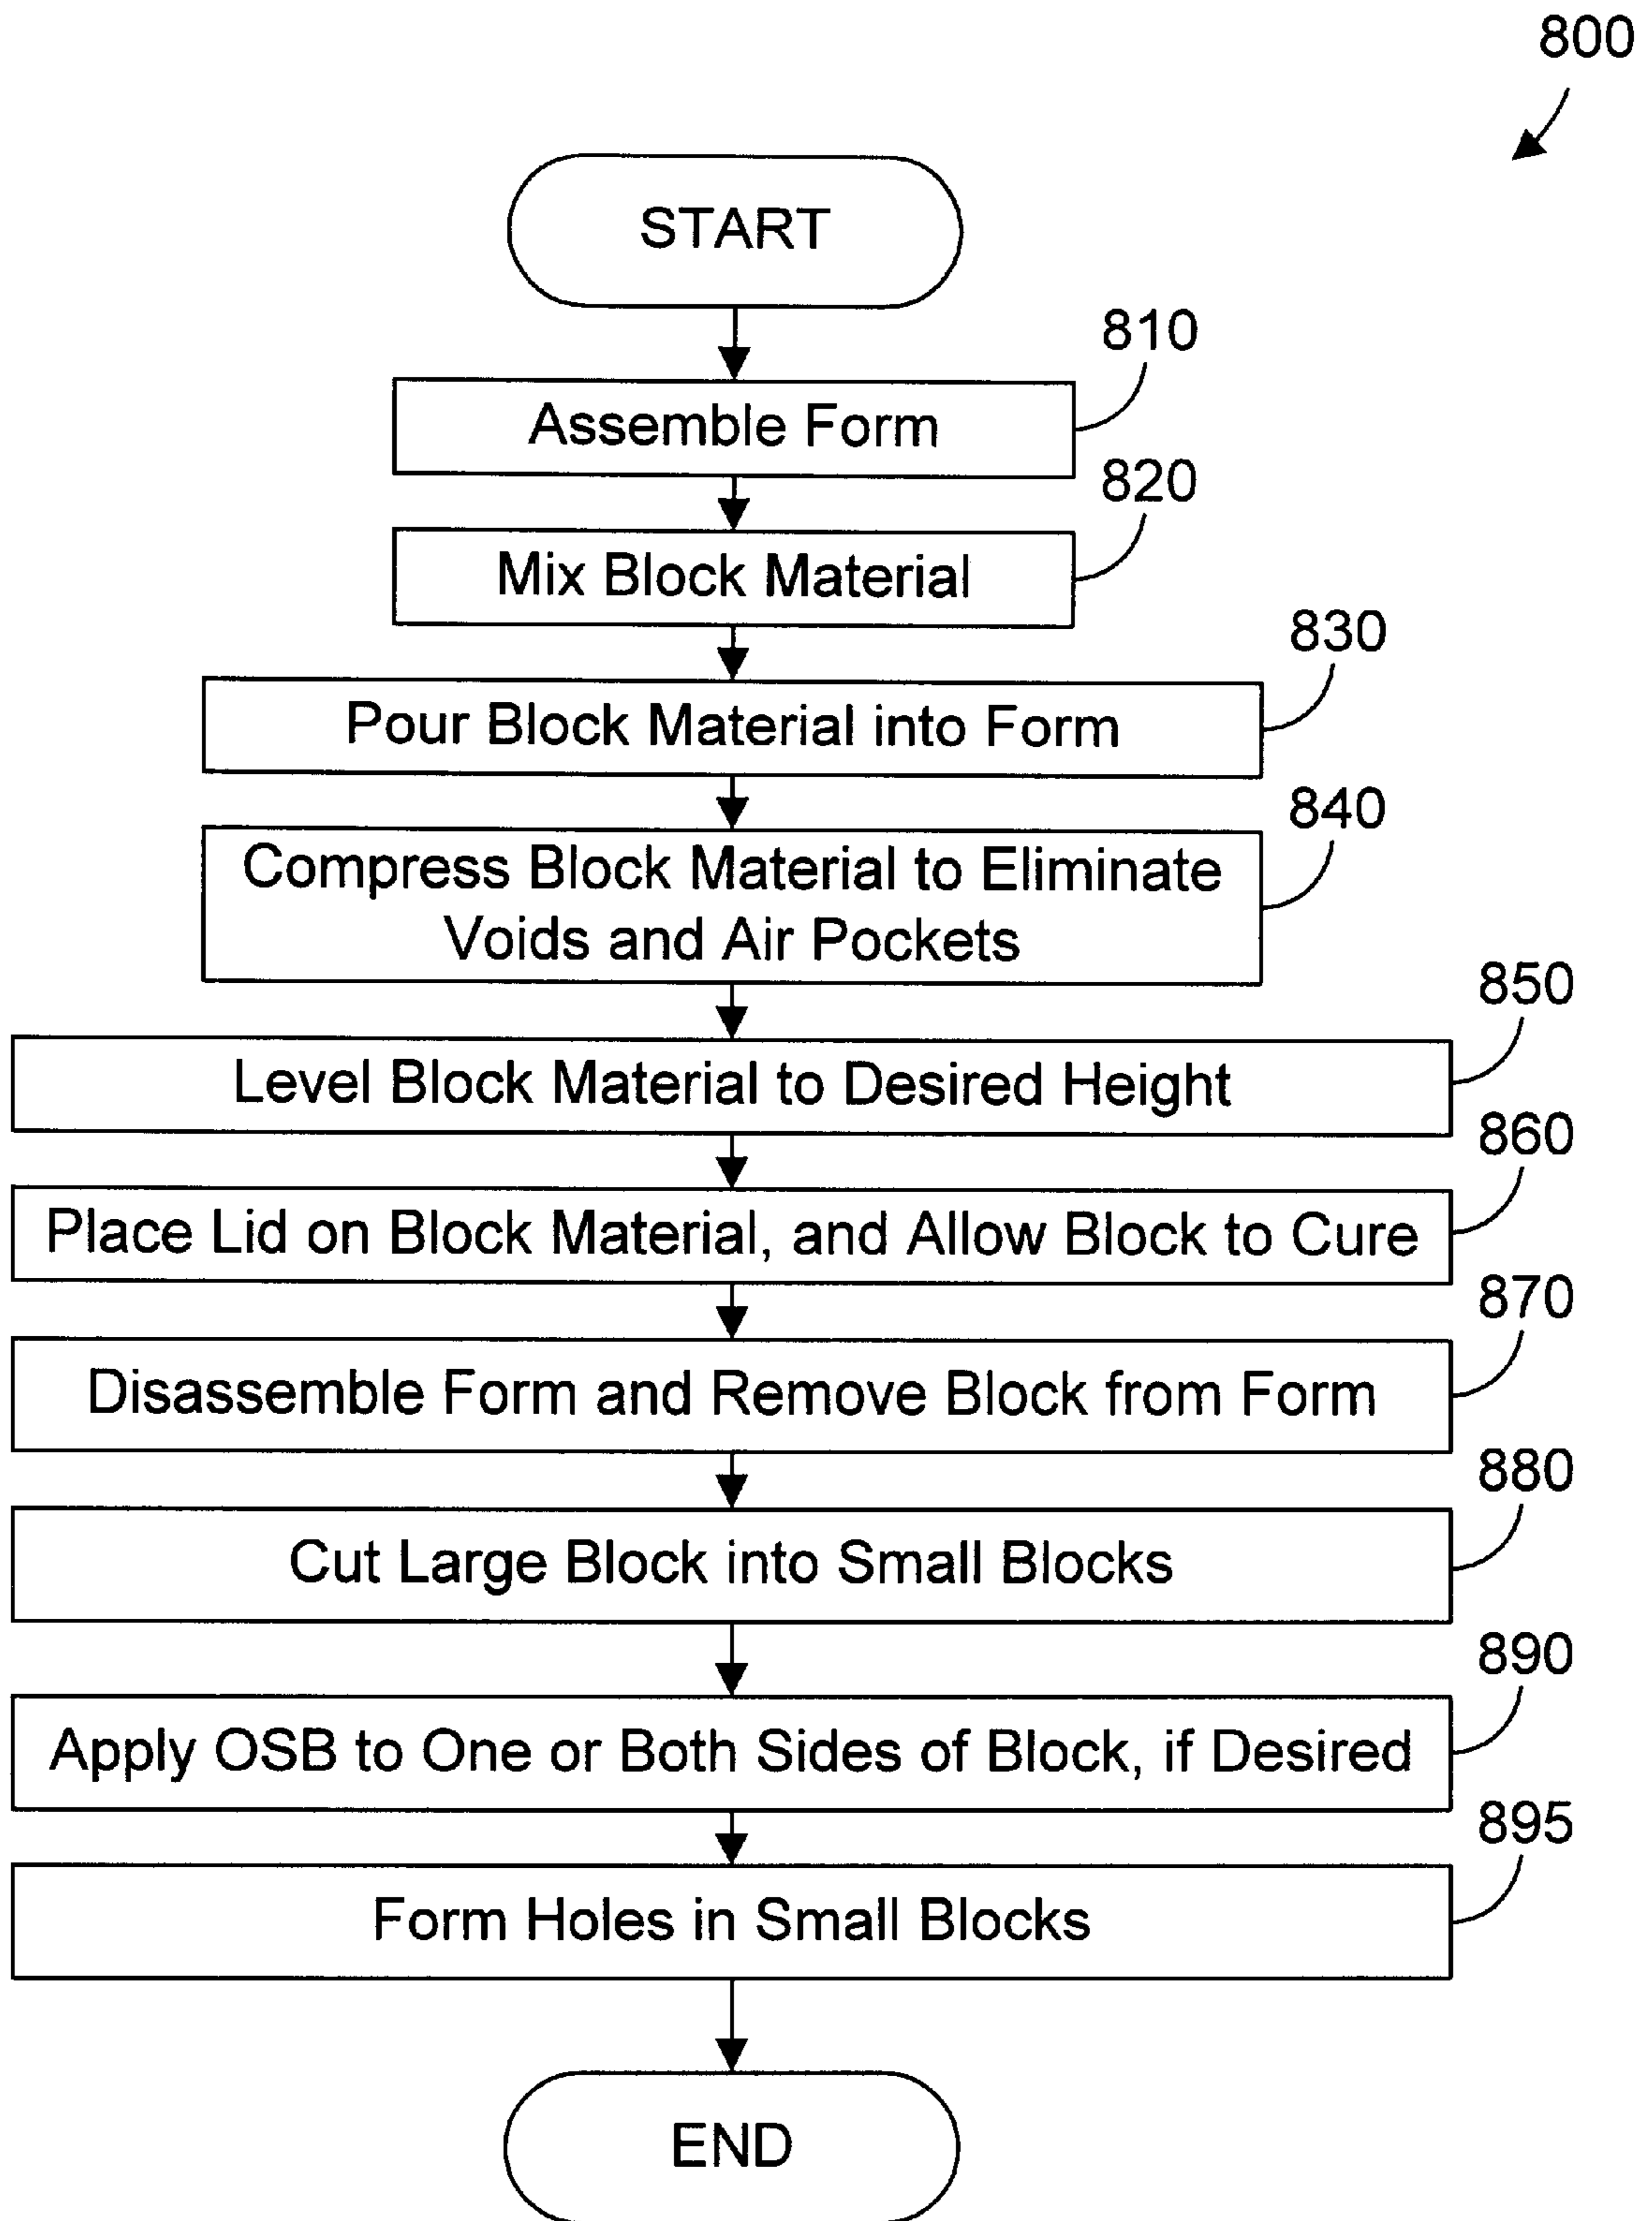 800
START
810
Assemble Form
820
Mix Block Material
830
Pour Block Material into Form
840
Compress Block Material to Eliminate
Voids and Air Pockets
850
Level Block Material to Desired Height
860
Place Lid on Block Material, and Allow Block to Cure
870
Disassemble Form and Remove Block from Form
880
Cut Large Block into Small Blocks
890
Apply OSB to One or Both Sides of Block, if Desired
895
Form Holes in Small Blocks
END